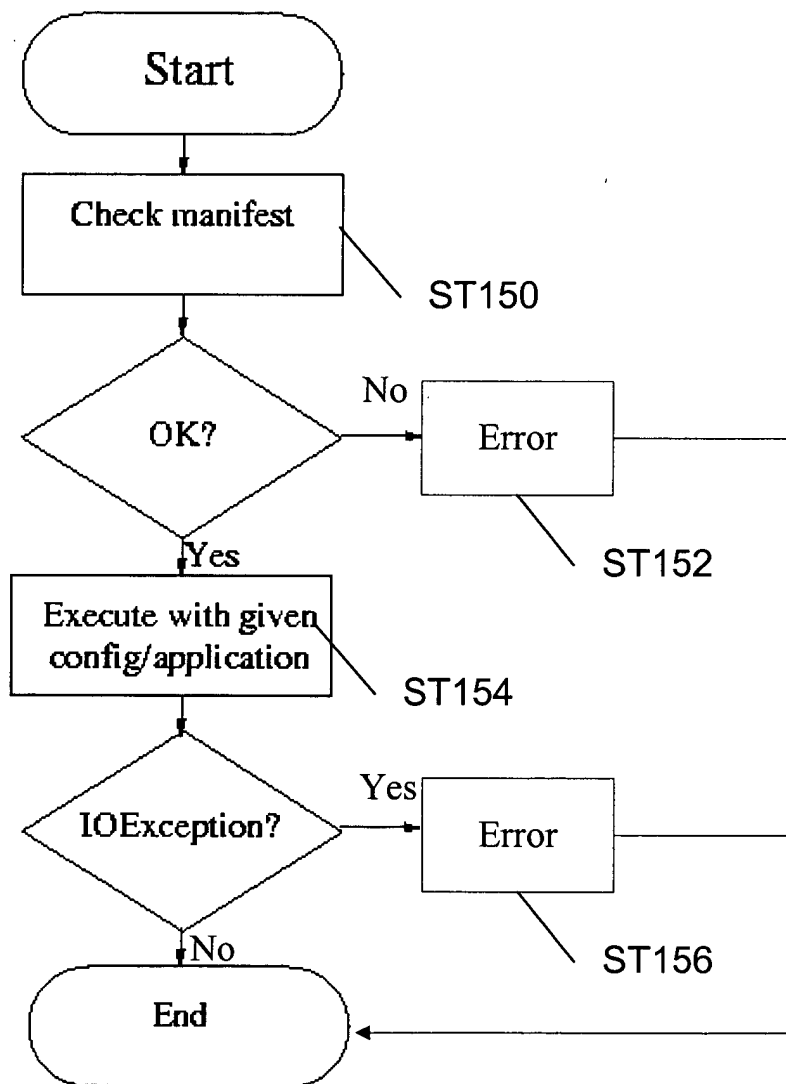 Start
Check manifest
ST150
OK?
No
Error
ST152
Yes
Execute with given
config/application
ST154
IOException?
Yes
Error
ST156
No
End